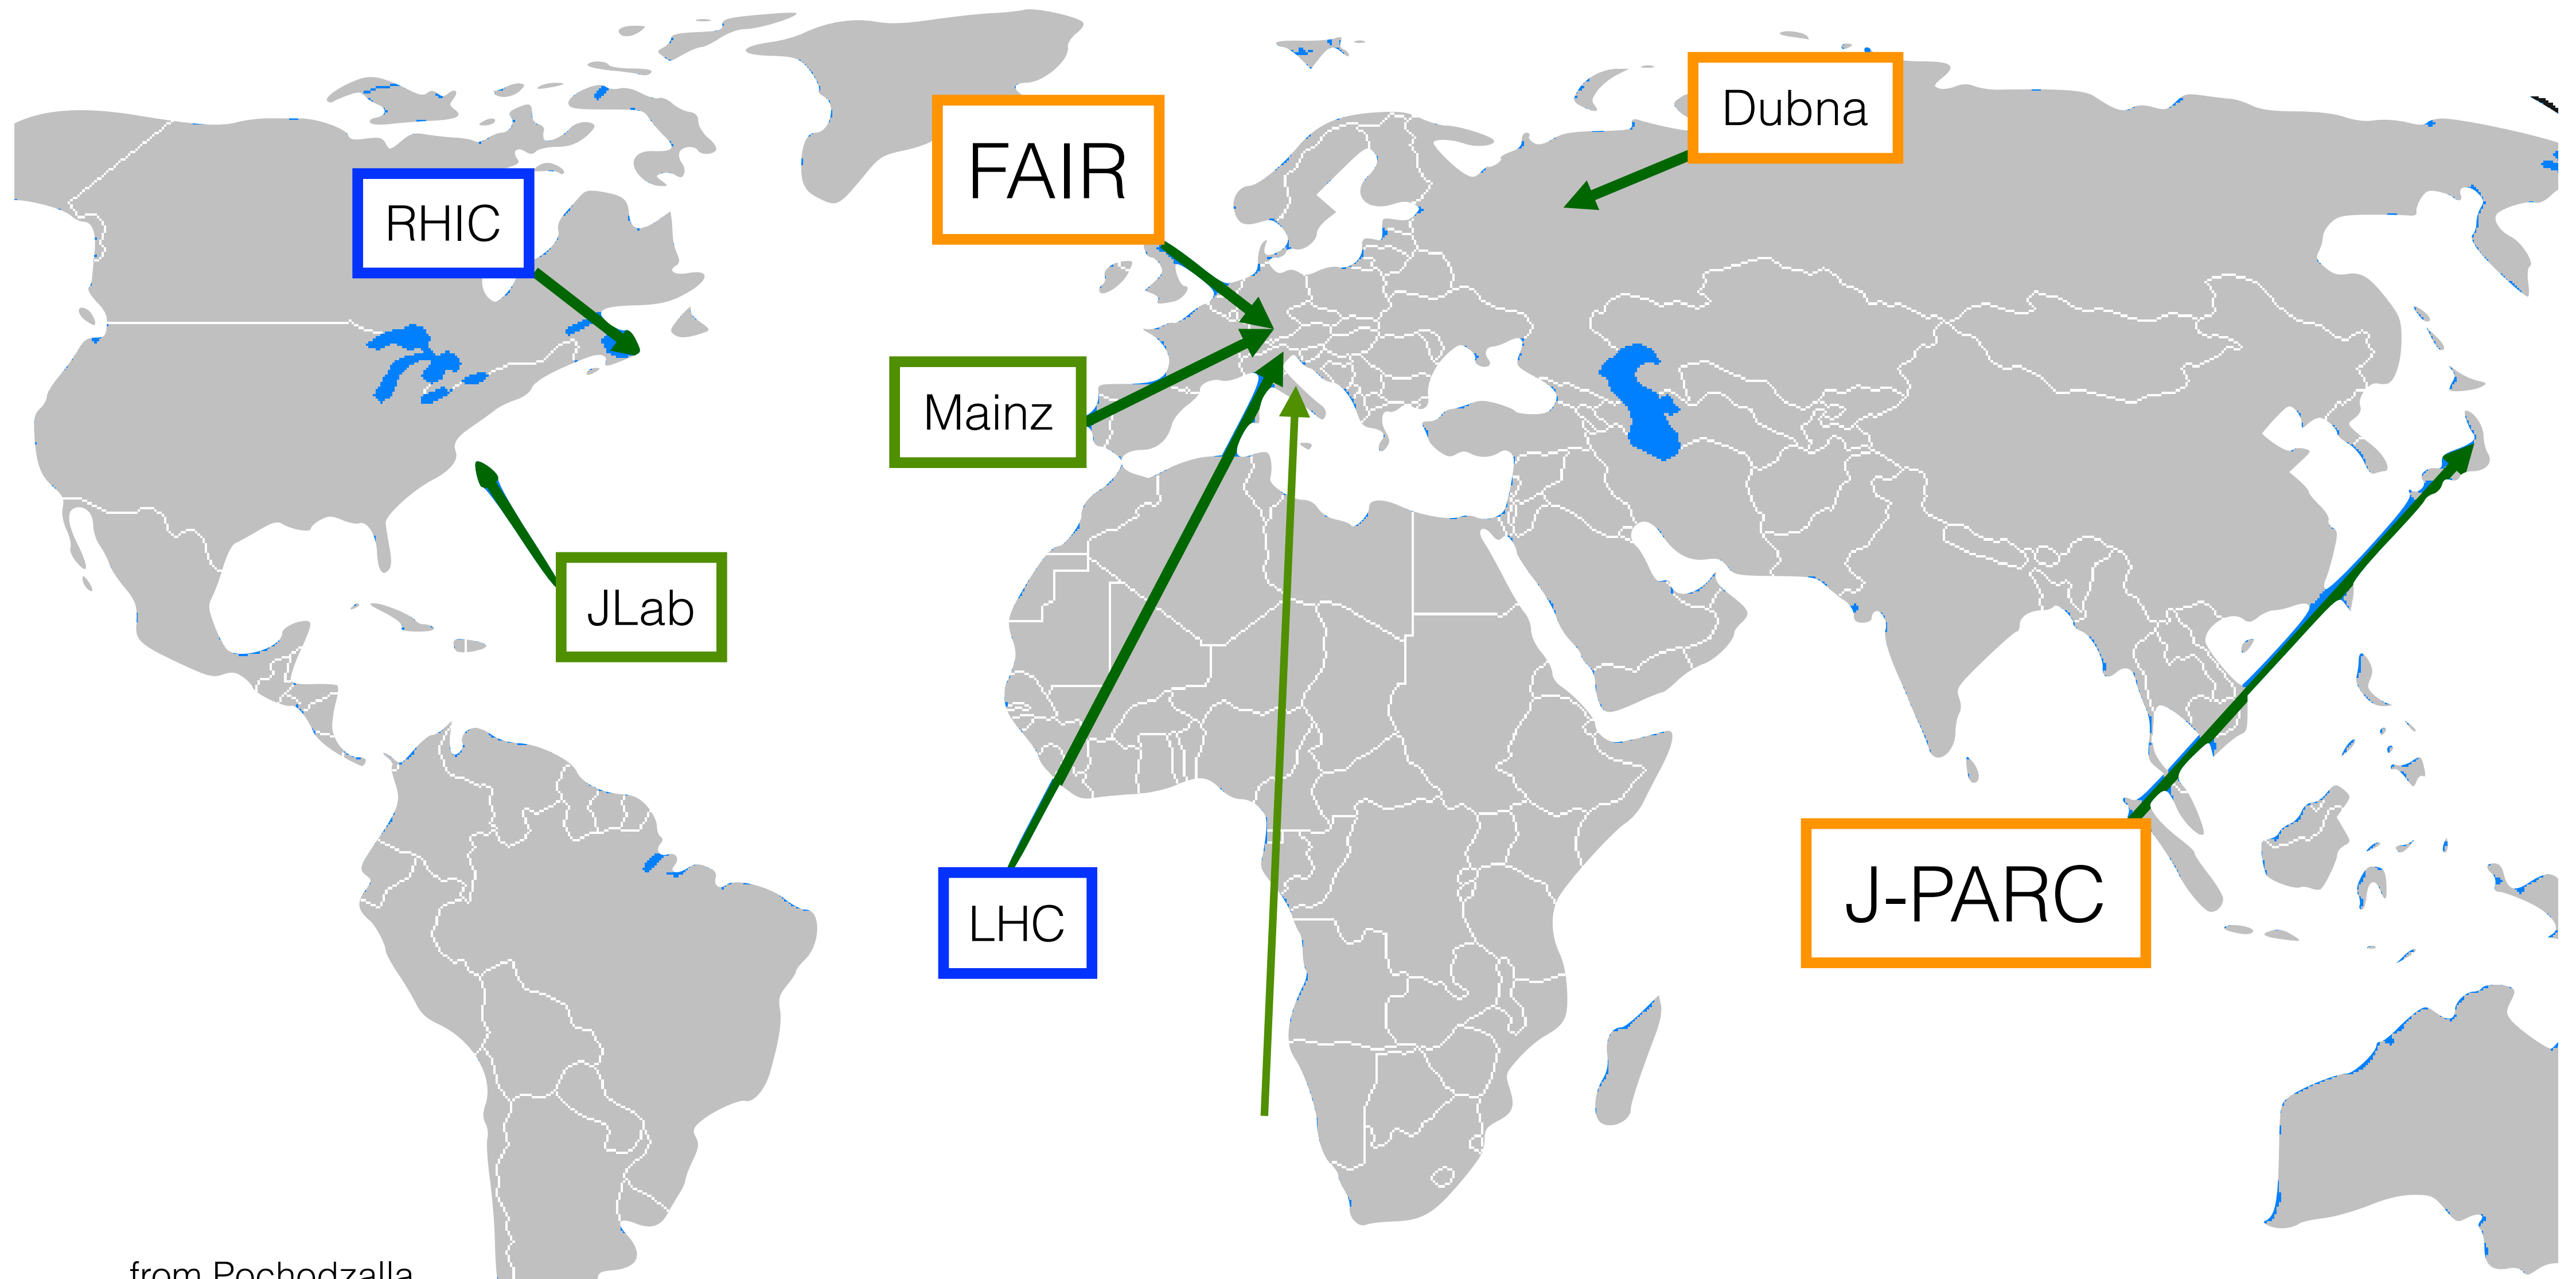 Dubna
FAIR
RHIC
Mainz
JLab
J-PARC
LHC
from Pochodzalla